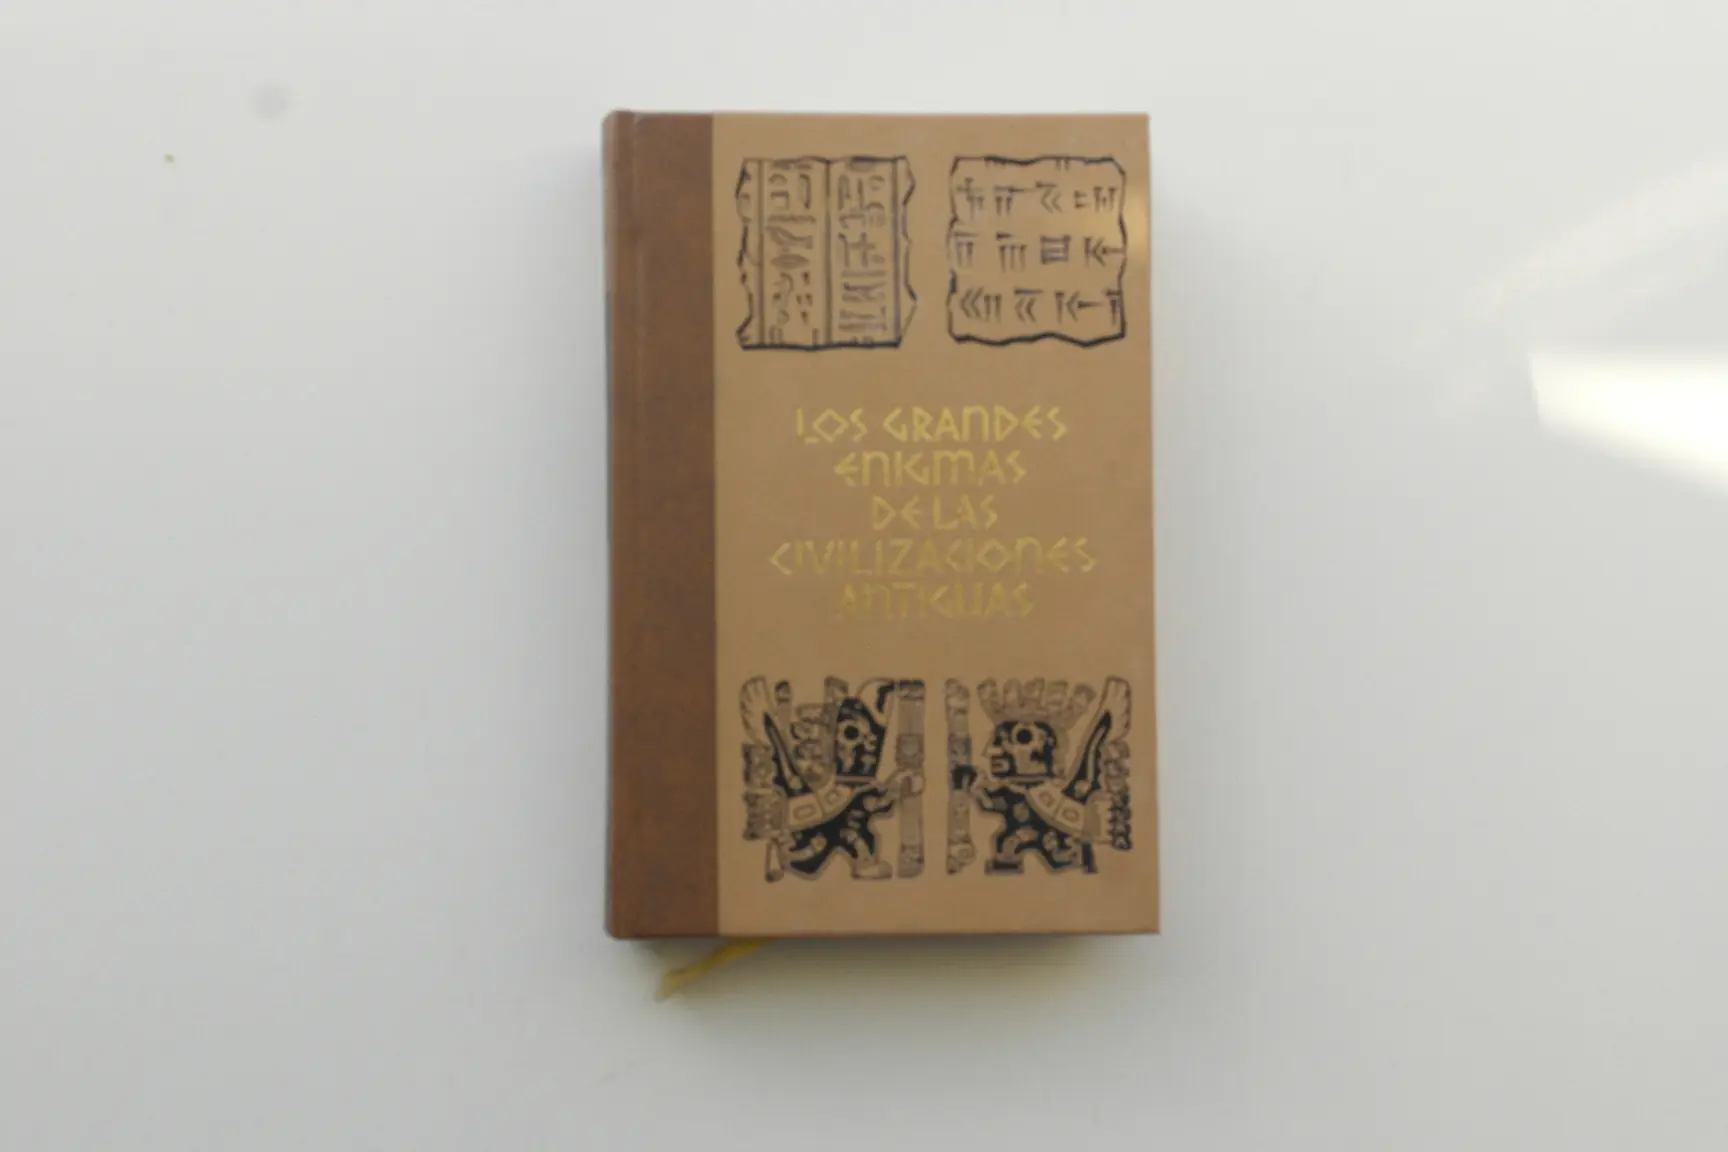 LOS GRANDES
ENIGMAS
DE LAS
CIVILIZACIONES
ANTIGUAS